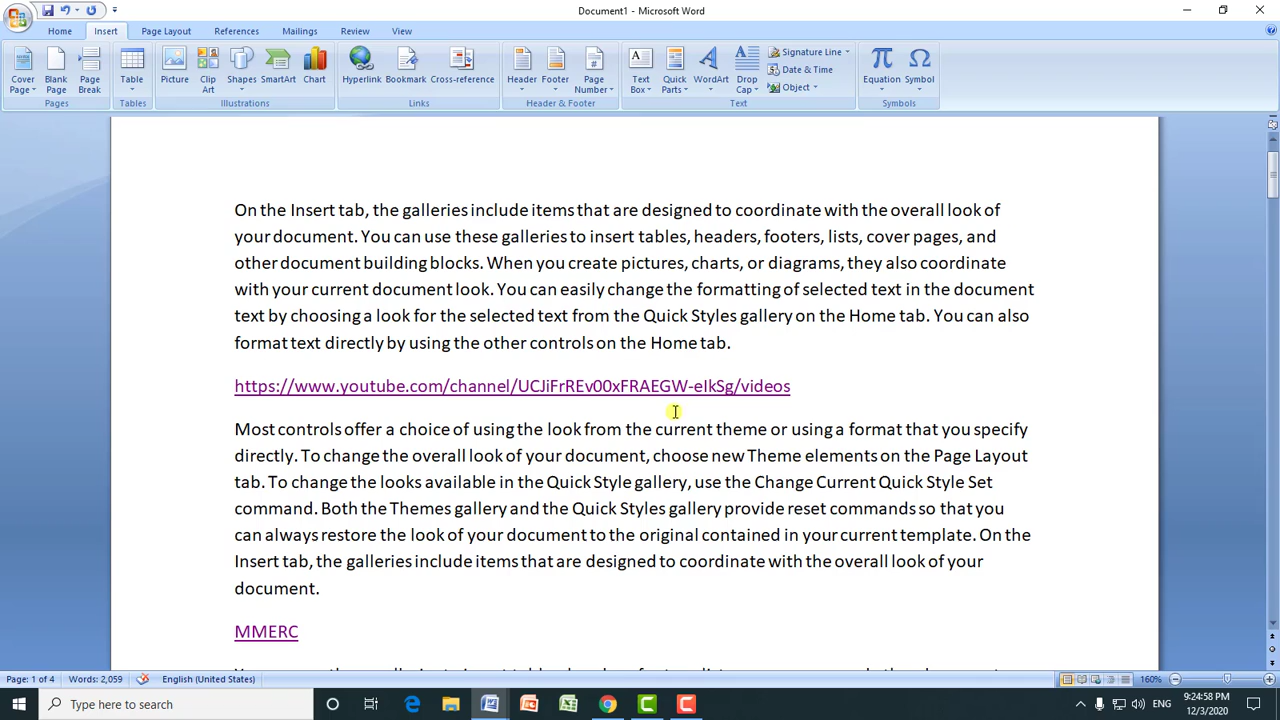 Document1 - Microsoft Word
Home Insert Page Layout References Mailings Review View
Cover Page Blank Page Page Break Table Picture Clip Art Shapes SmartArt Chart Hyperlink Bookmark Cross-reference Header Footer Page Number Text Box Quick Parts WordArt Drop Cap Signature Line Date & Time Object Equation Symbol
Pages Tables Illustrations Links Header & Footer Text Symbols
On the Insert tab, the galleries include items that are designed to coordinate with the overall look of
your document. You can use these galleries to insert tables, headers, footers, lists, cover pages, and
other document building blocks. When you create pictures, charts, or diagrams, they also coordinate
with your current document look. You can easily change the formatting of selected text in the document
text by choosing a look for the selected text from the Quick Styles gallery on the Home tab. You can also
format text directly by using the other controls on the Home tab.
https://www.youtube.com/channel/UCJiFrREv00xFRAEGW-eIkSg/videos
Most controls offer a choice of using the look from the current theme or using a format that you specify
directly. To change the overall look of your document, choose new Theme elements on the Page Layout
tab. To change the looks available in the Quick Style gallery, use the Change Current Quick Style Set
command. Both the Themes gallery and the Quick Styles gallery provide reset commands so that you
can always restore the look of your document to the original contained in your current template. On the
Insert tab, the galleries include items that are designed to coordinate with the overall look of your
document.
MMERC
Page: 1 of 4 Words: 2,059 English (United States) 160%
Type here to search ENG 9:24:58 PM
12/3/2020